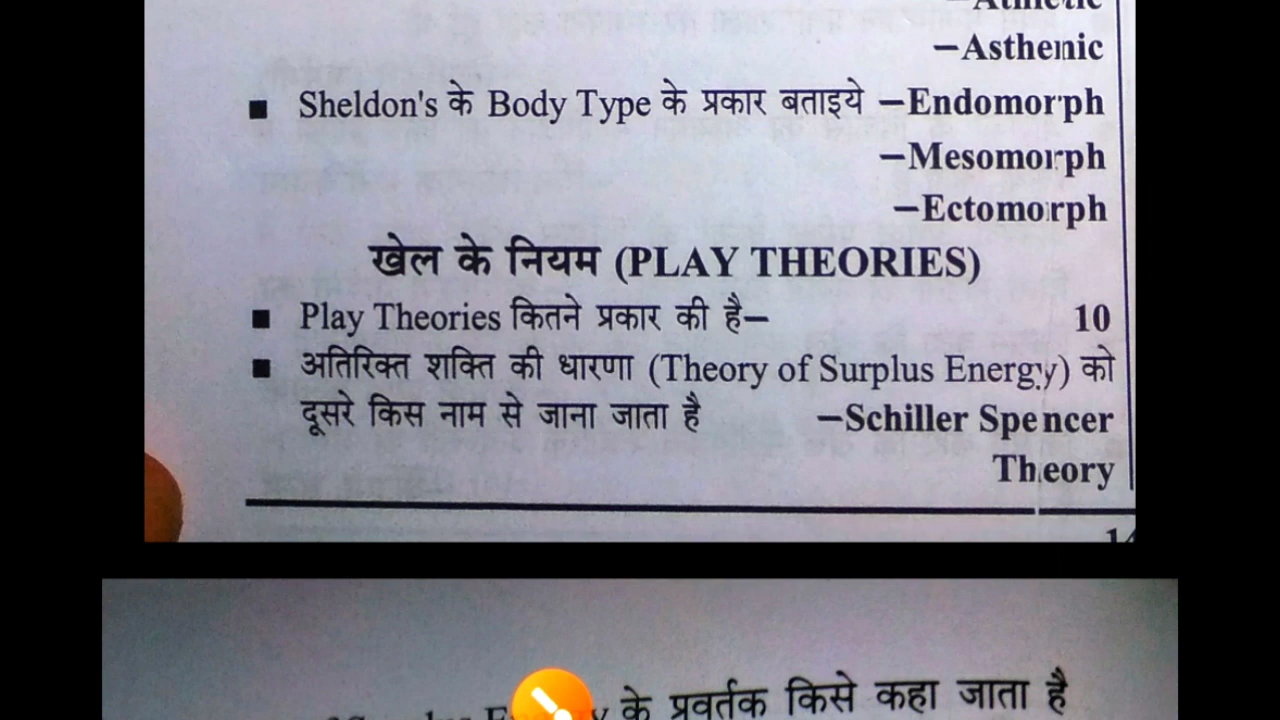 –Athletic
–Asthenic
■ Sheldon's के Body Type के प्रकार बताइये –Endomorph
–Mesomorph
–Ectomorph
खेल के नियम (PLAY THEORIES)
■ Play Theories कितने प्रकार की है– 10
■ अतिरिक्त शक्ति की धारणा (Theory of Surplus Energy) को
दूसरे किस नाम से जाना जाता है –Schiller Spencer
Theory
के प्रवर्तक किसे कहा जाता है